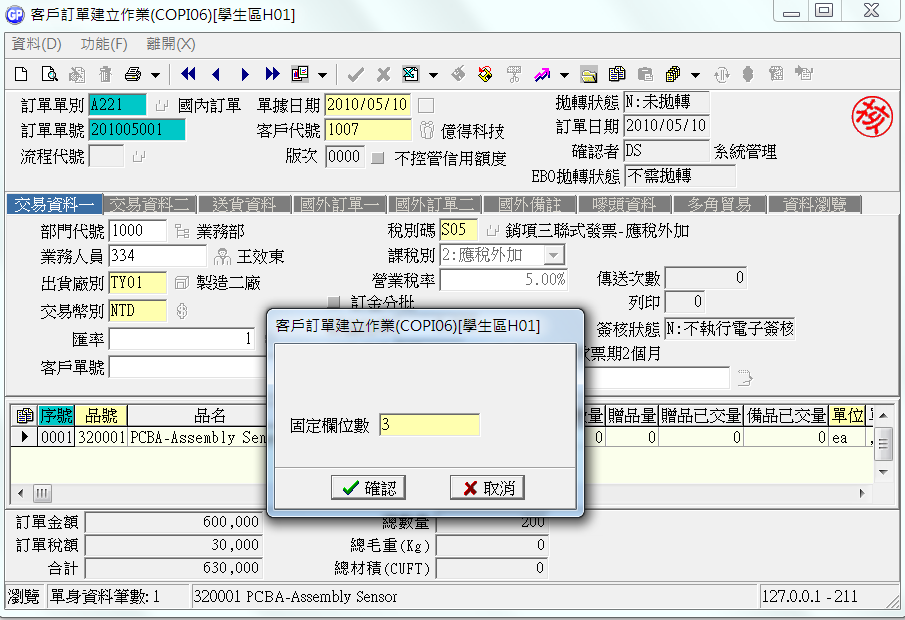 客戶訂單建立作業(COPI06)[學生區H01]
資料(D) 功能(F) 離開(X)
訂單單別 A221 國內訂單 單據日期 2010/05/10 拋轉狀態 N:未拋轉
訂單單號 201005001 客戶代號 1007 億得科技 訂單日期 2010/05/10
流程代號 版次 0000 不控管信用額度 確認者 DS 系統管理
EBO拋轉狀態 不需拋轉
核
交易資料一 交易資料二 送貨資料 國外訂單一 國外訂單二 國外備註 嘜頭資料 多角貿易 資料瀏覽
部門代號 1000 業務部 稅別碼 S05 銷項三聯式發票-應稅外加
業務人員 334 王效東 課稅別 2:應稅外加
出貨廠別 TY01 製造二廠 營業稅率 5.00% 傳送次數 0
交易幣別 NTD 訂金分批 列印 0
匯率 1 簽核狀態 N:不執行電子簽核
客戶單號 票期2個月
客戶訂單建立作業(COPI06)[學生區H01]
固定欄位數 3
確認 取消
序號 品號 品名 量 贈品量 贈品已交量 備品已交量 單位
0001 320001 PCBA-Assembly Sen 0 0 0 0 ea
訂單金額 600,000 總數量 200
訂單稅額 30,000 總毛重(Kg) 0
合計 630,000 總材積(CUFT) 0
瀏覽 單身資料筆數: 1 320001 PCBA-Assembly Sensor 127.0.0.1 - 211